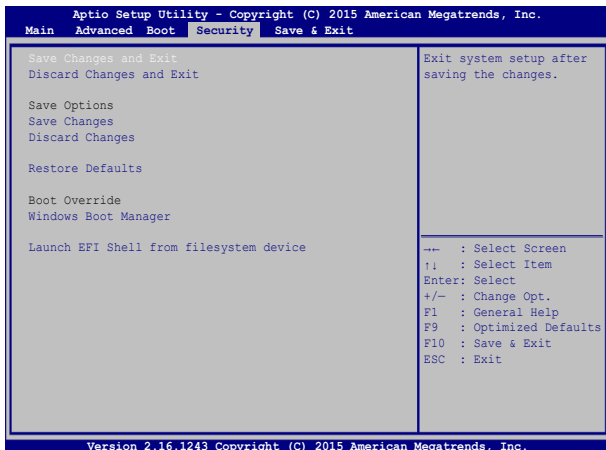 Aptio Setup Utility - Copyright (C) 2015 American Megatrends, Inc.
Main Advanced Boot Security Save & Exit
Save Changes and Exit
Discard Changes and Exit
Save Options
Save Changes
Discard Changes
Restore Defaults
Boot Override
Windows Boot Manager
Launch EFI Shell from filesystem device
Exit system setup after
saving the changes.
→← : Select Screen
↑↓ : Select Item
Enter: Select
+/— : Change Opt.
F1 : General Help
F9 : Optimized Defaults
F10 : Save & Exit
ESC : Exit
Version 2.16.1243 Copyright (C) 2015 American Megatrends, Inc.